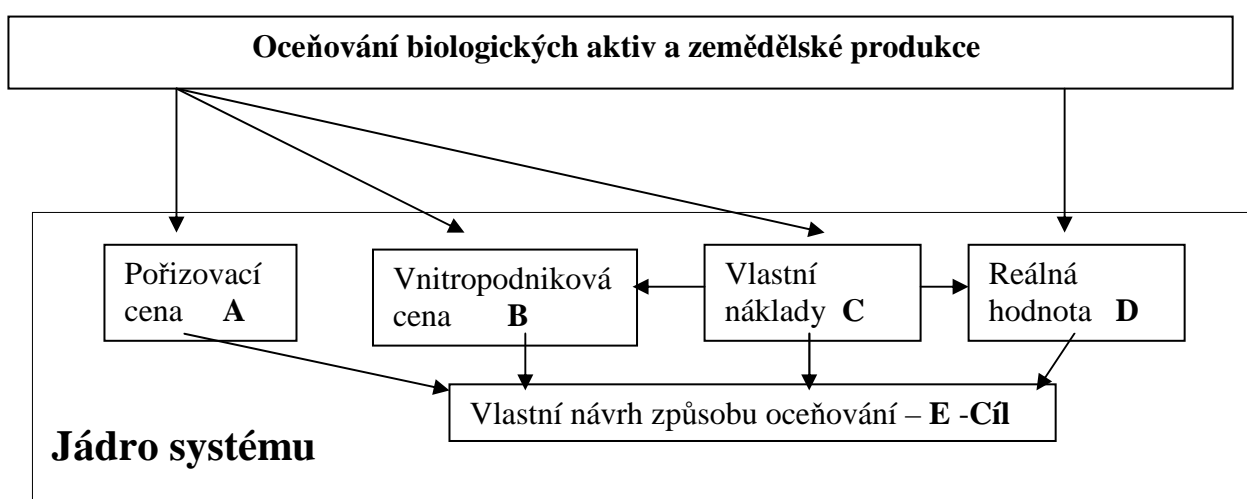 Oceňování biologických aktiv a zemědělské produkce
Pořizovací
cena A
Vnitropodniková
cena B
Vlastní
náklady C
Reálná
hodnota D
Vlastní návrh způsobu oceňování – E -Cíl
Jádro systému